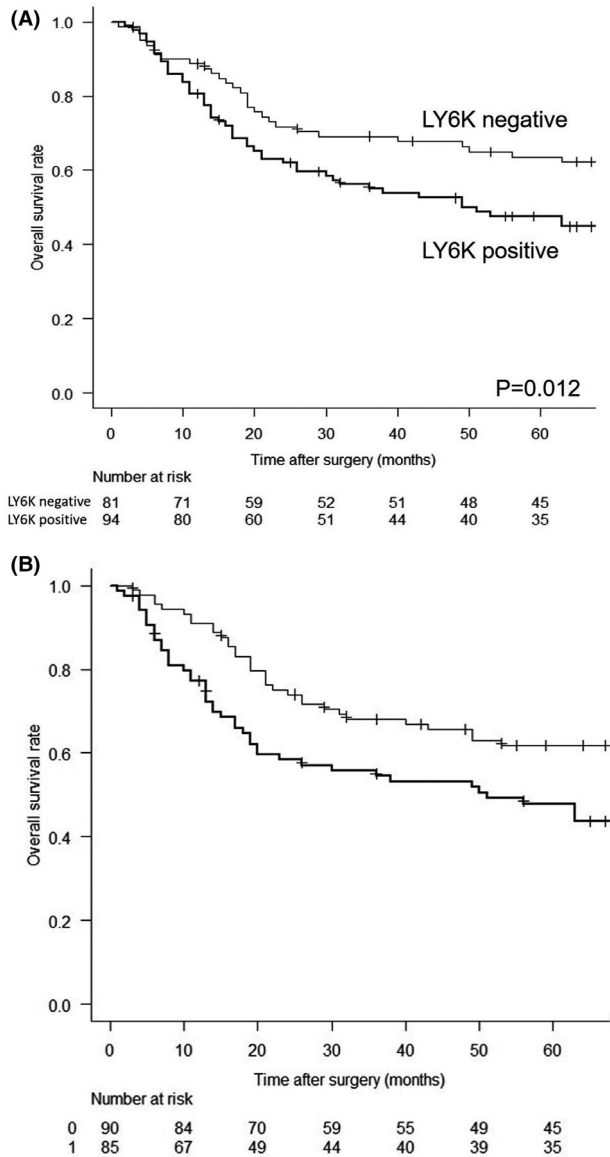 (A)
1.0
0.8
0.6
0.4
0.2
0.0
Overall survival rate
LY6K negative
LY6K positive
P=0.012
0 10 20 30 40 50 60
Time after surgery (months)
Number at risk
LY6K negative 81 71 59 52 51 48 45
LY6K positive 94 80 60 51 44 40 35
(B)
1.0
0.8
0.6
0.4
0.2
0.0
Overall survival rate
0 10 20 30 40 50 60
Time after surgery (months)
Number at risk
0 90 84 70 59 55 49 45
1 85 67 49 44 40 39 35